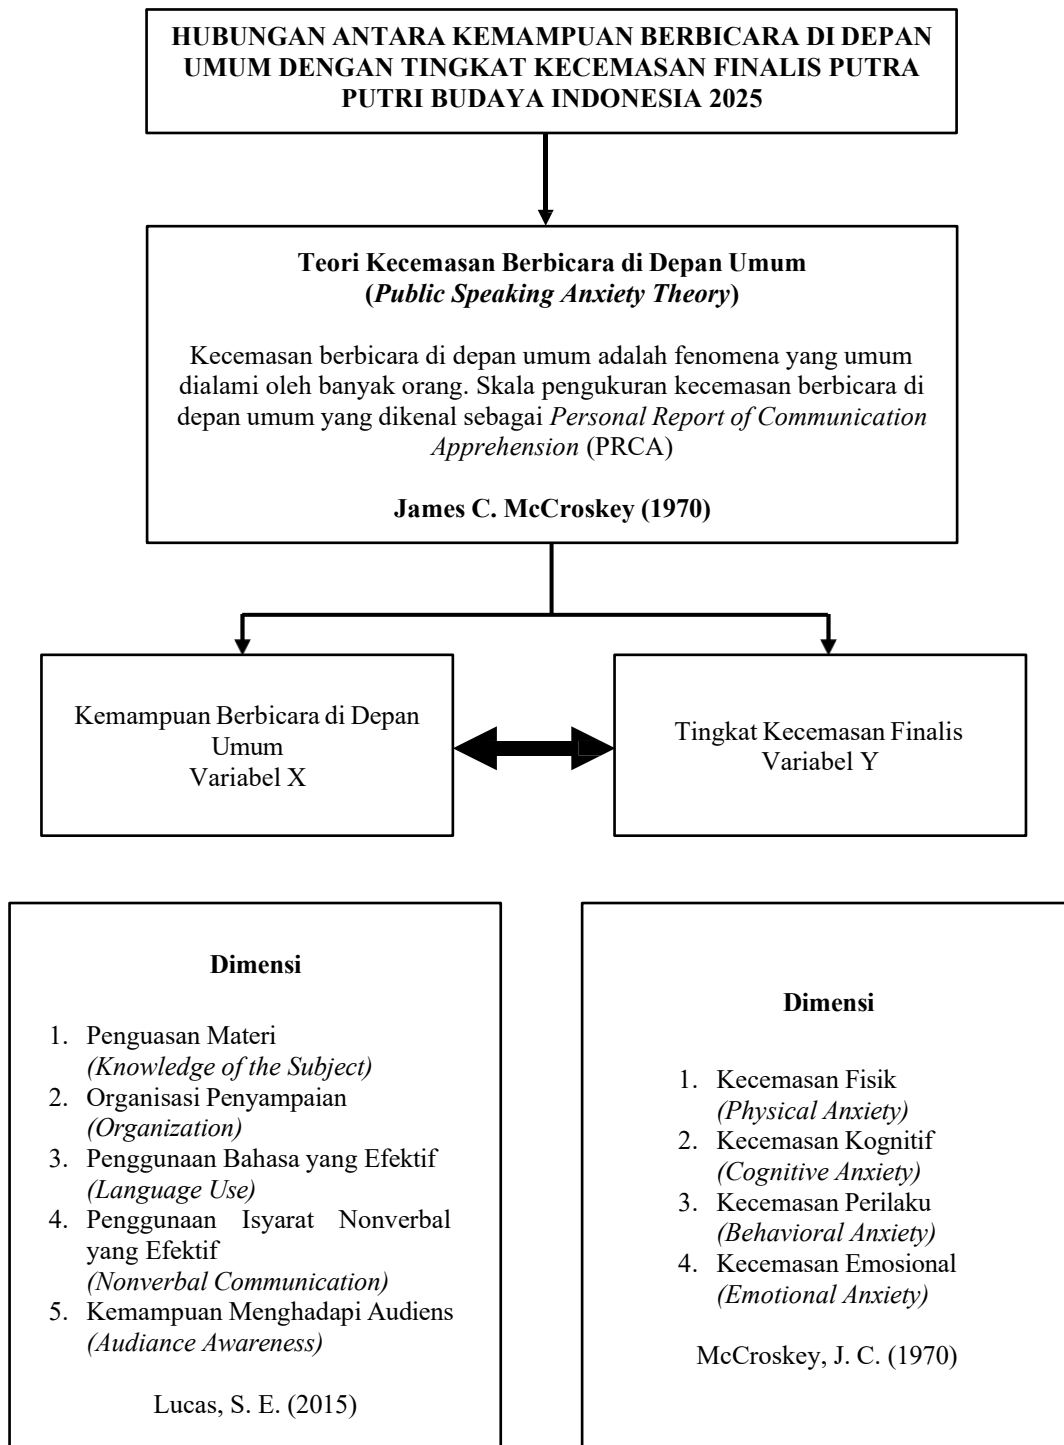 HUBUNGAN ANTARA KEMAMPUAN BERBICARA DI DEPAN
UMUM DENGAN TINGKAT KECEMASAN FINALIS PUTRA
PUTRI BUDAYA INDONESIA 2025
Teori Kecemasan Berbicara di Depan Umum
(Public Speaking Anxiety Theory)
Kecemasan berbicara di depan umum adalah fenomena yang umum
dialami oleh banyak orang. Skala pengukuran kecemasan berbicara di
depan umum yang dikenal sebagai Personal Report of Communication
Apprehension (PRCA)
James C. McCroskey (1970)
Kemampuan Berbicara di Depan
Umum
Variabel X
Tingkat Kecemasan Finalis
Variabel Y
Dimensi
1. Penguasan Materi
(Knowledge of the Subject)
2. Organisasi Penyampaian
(Organization)
3. Penggunaan Bahasa yang Efektif
(Language Use)
4. Penggunaan Isyarat Nonverbal
yang Efektif
(Nonverbal Communication)
5. Kemampuan Menghadapi Audiens
(Audiance Awareness)
Lucas, S. E. (2015)
Dimensi
1. Kecemasan Fisik
(Physical Anxiety)
2. Kecemasan Kognitif
(Cognitive Anxiety)
3. Kecemasan Perilaku
(Behavioral Anxiety)
4. Kecemasan Emosional
(Emotional Anxiety)
McCroskey, J. C. (1970)